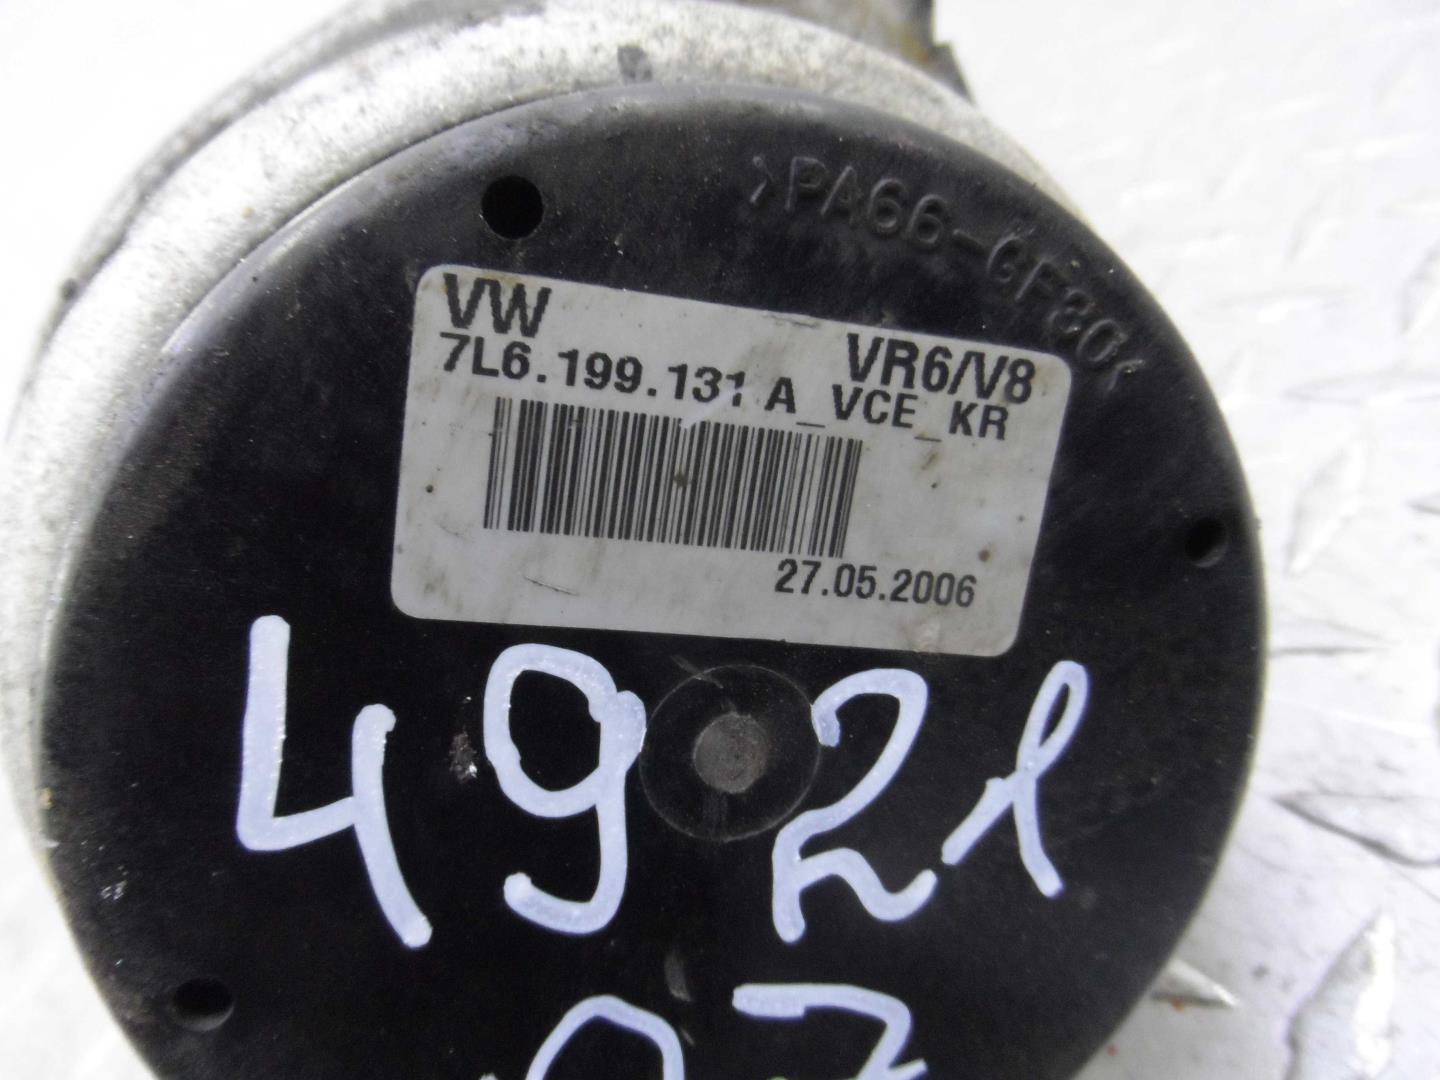 >PA66-GF30<
VW
VR6/V8
7L6.199.131 A_VCE_KR
27.05.2006
4921